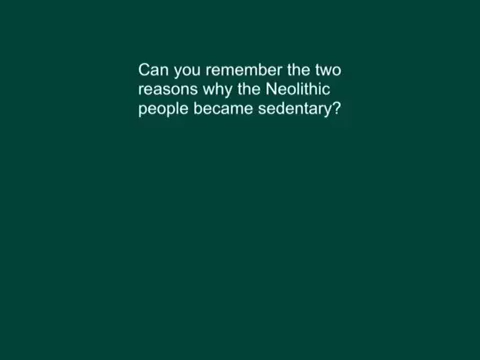 Can you remember the two
reasons why the Neolithic
people became sedentary?